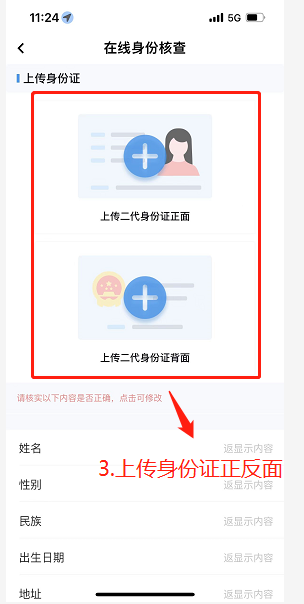 11:24
5G
在线身份核查
上传身份证
上传二代身份证正面
上传二代身份证背面
请核实以下内容是否正确，点击可修改
姓名 返显示内容
3.上传身份证正反面
性别 返显示内容
民族 返显示内容
出生日期 返显示内容
地址 返显示内容